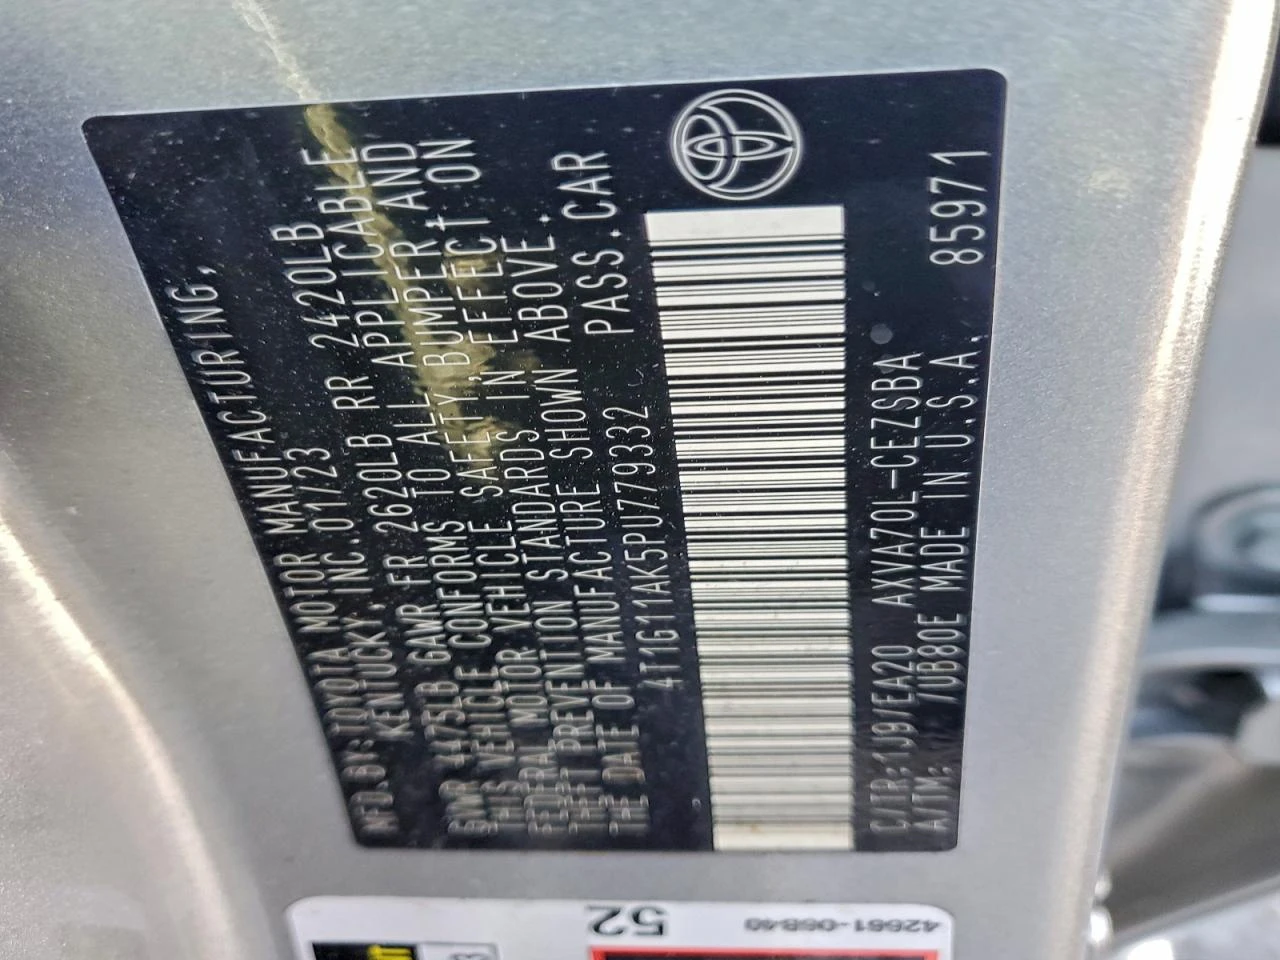 MFD.BY:TOYOTA MOTOR MANUFACTURING,
KENTUCKY, INC. 01/23
GVWR 4475LB GAWR FR 2620LB RR 2420LB
THIS VEHICLE CONFORMS TO ALL APPLICABLE
FEDERAL MOTOR VEHICLE SAFETY, BUMPER AND
THEFT PREVENTION STANDARDS IN EFFECT ON
THE DATE OF MANUFACTURE SHOWN ABOVE.
4T1G11AK5PU779332 PASS.CAR
C/TR:1J9/EA20 AXVA70L-CEZSBA
A/TM: /UB80E MADE IN U.S.A. 85971
52
42661-06B40